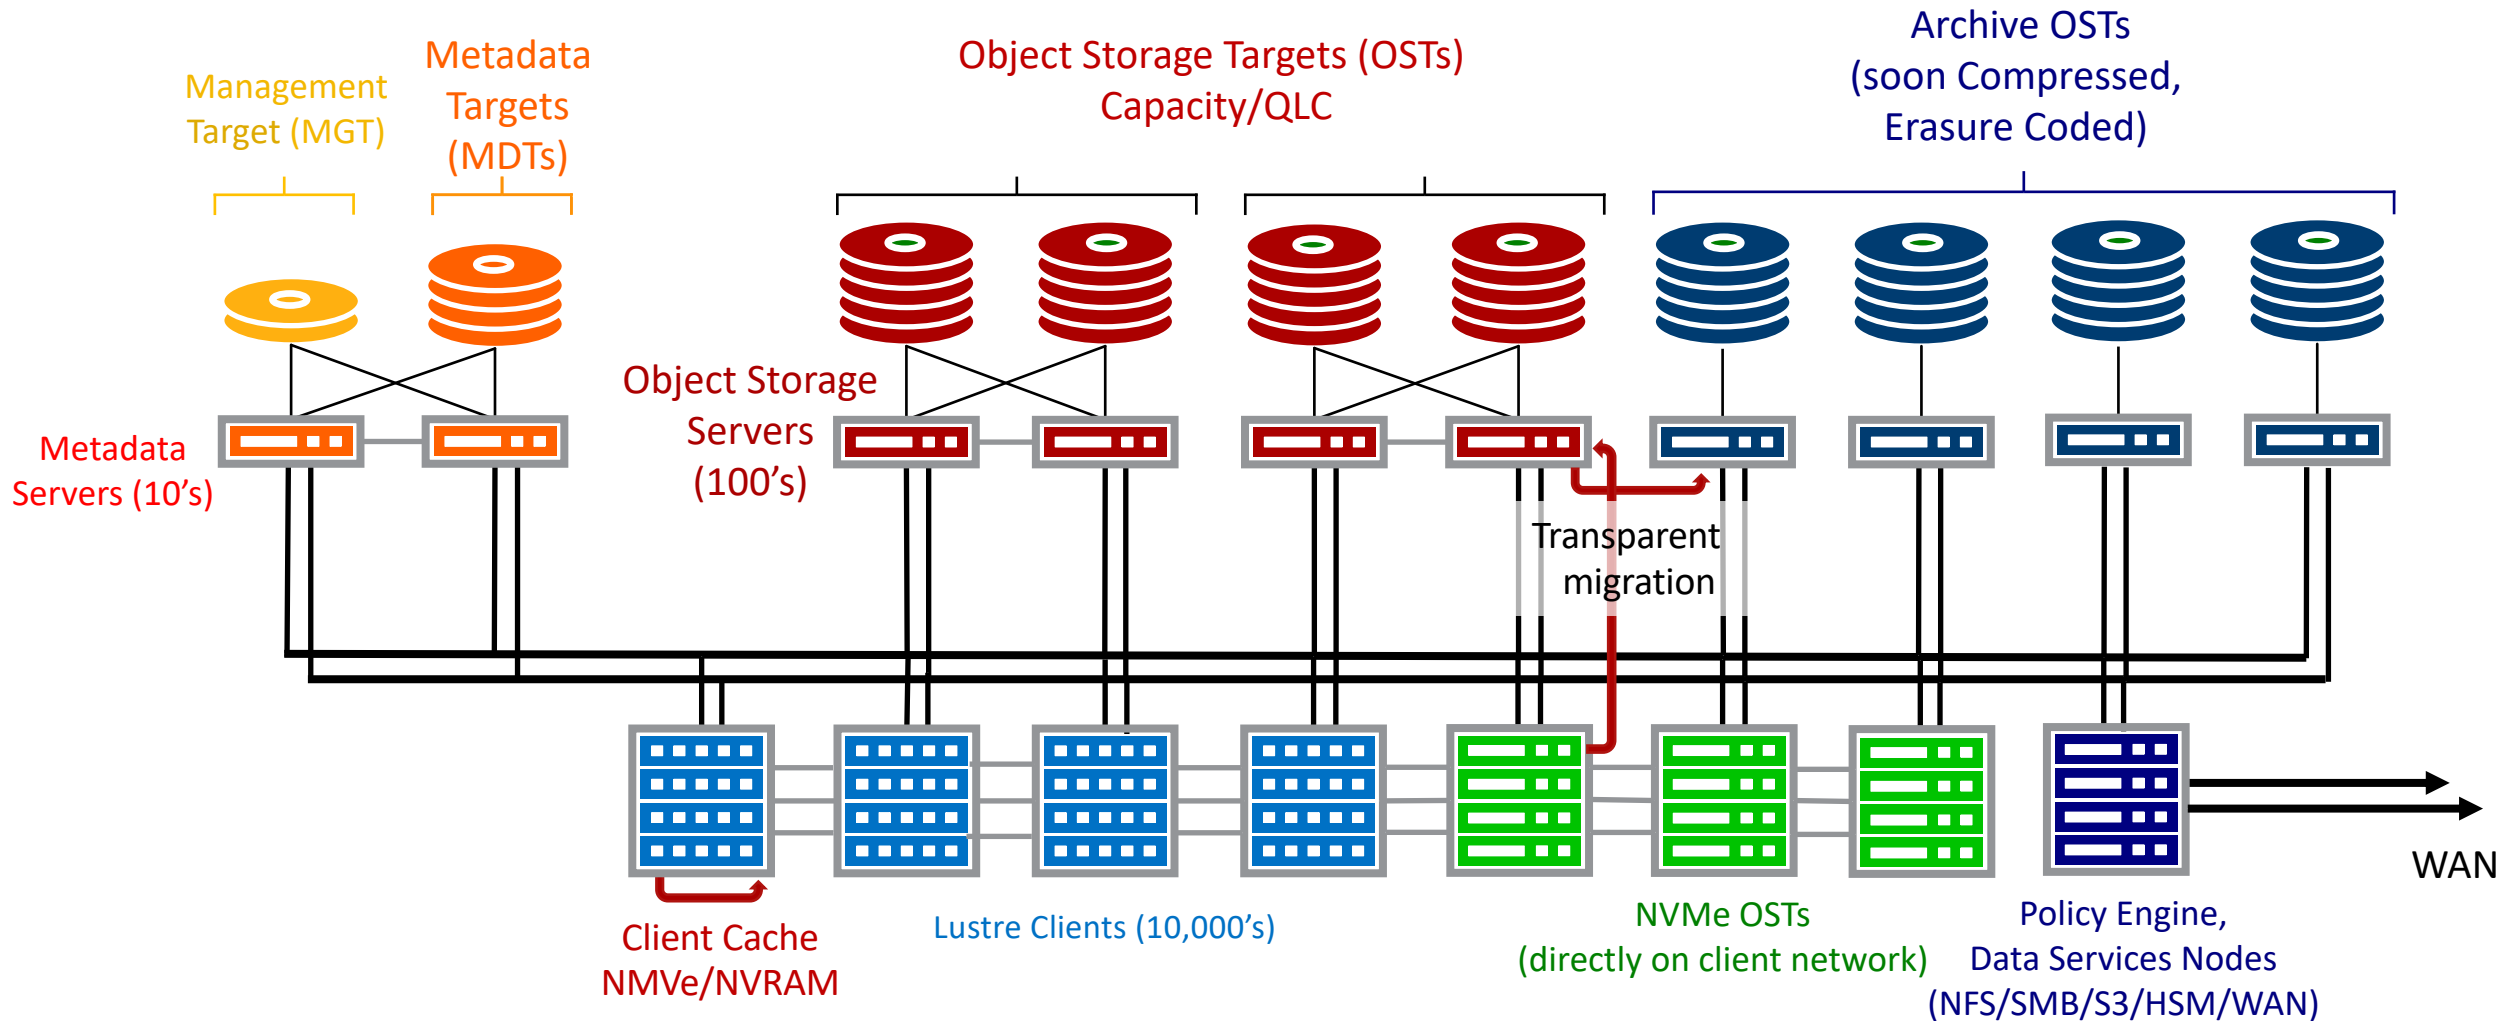 Management
Target (MGT)
Metadata
Targets
(MDTs)
Object Storage Targets (OSTs)
Capacity/QLC
Archive OSTs
(soon Compressed,
Erasure Coded)
Metadata
Servers (10's)
Object Storage
Servers
(100's)
Transparent
migration
Client Cache
NMVe/NVRAM
Lustre Clients (10,000's)
NVMe OSTs
(directly on client network)
Policy Engine,
Data Services Nodes
(NFS/SMB/S3/HSM/WAN)
WAN